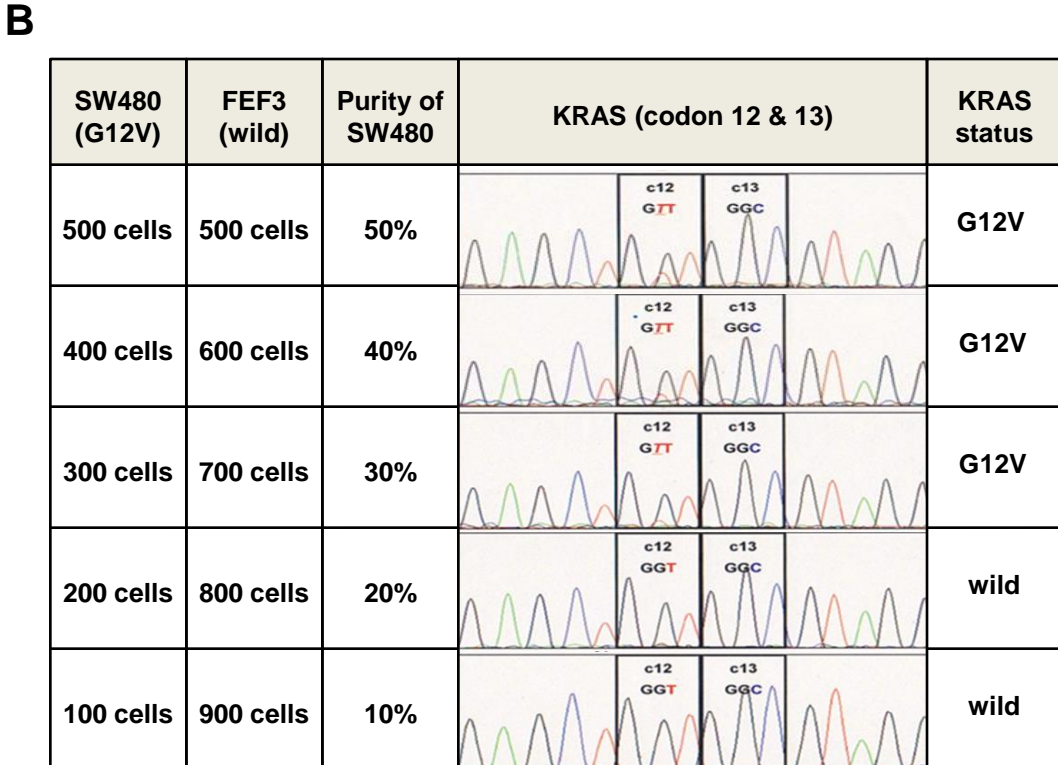 B
SW480 (G12V) FEF3 (wild) Purity of SW480 KRAS (codon 12 & 13) KRAS status
c12 c13
GTT GGC
500 cells 500 cells 50% G12V
c12 c13
GTT GGC
400 cells 600 cells 40% G12V
c12 c13
GTT GGC
300 cells 700 cells 30% G12V
c12 c13
GGT GGC
200 cells 800 cells 20% wild
c12 c13
GGT GGC
100 cells 900 cells 10% wild